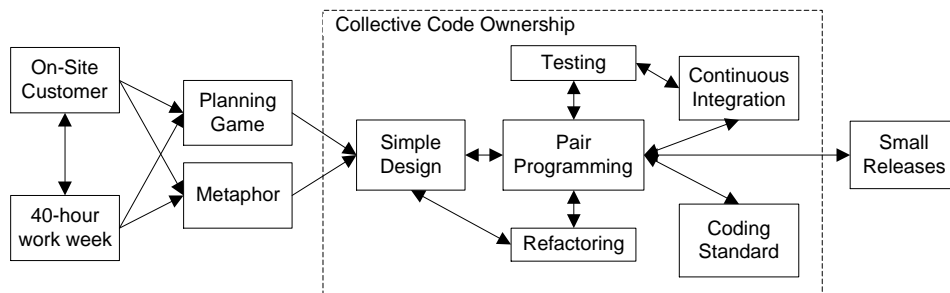 Collective Code Ownership
On-Site
Customer
40-hour
work week
Planning
Game
Metaphor
Simple
Design
Testing
Pair
Programming
Refactoring
Continuous
Integration
Coding
Standard
Small
Releases